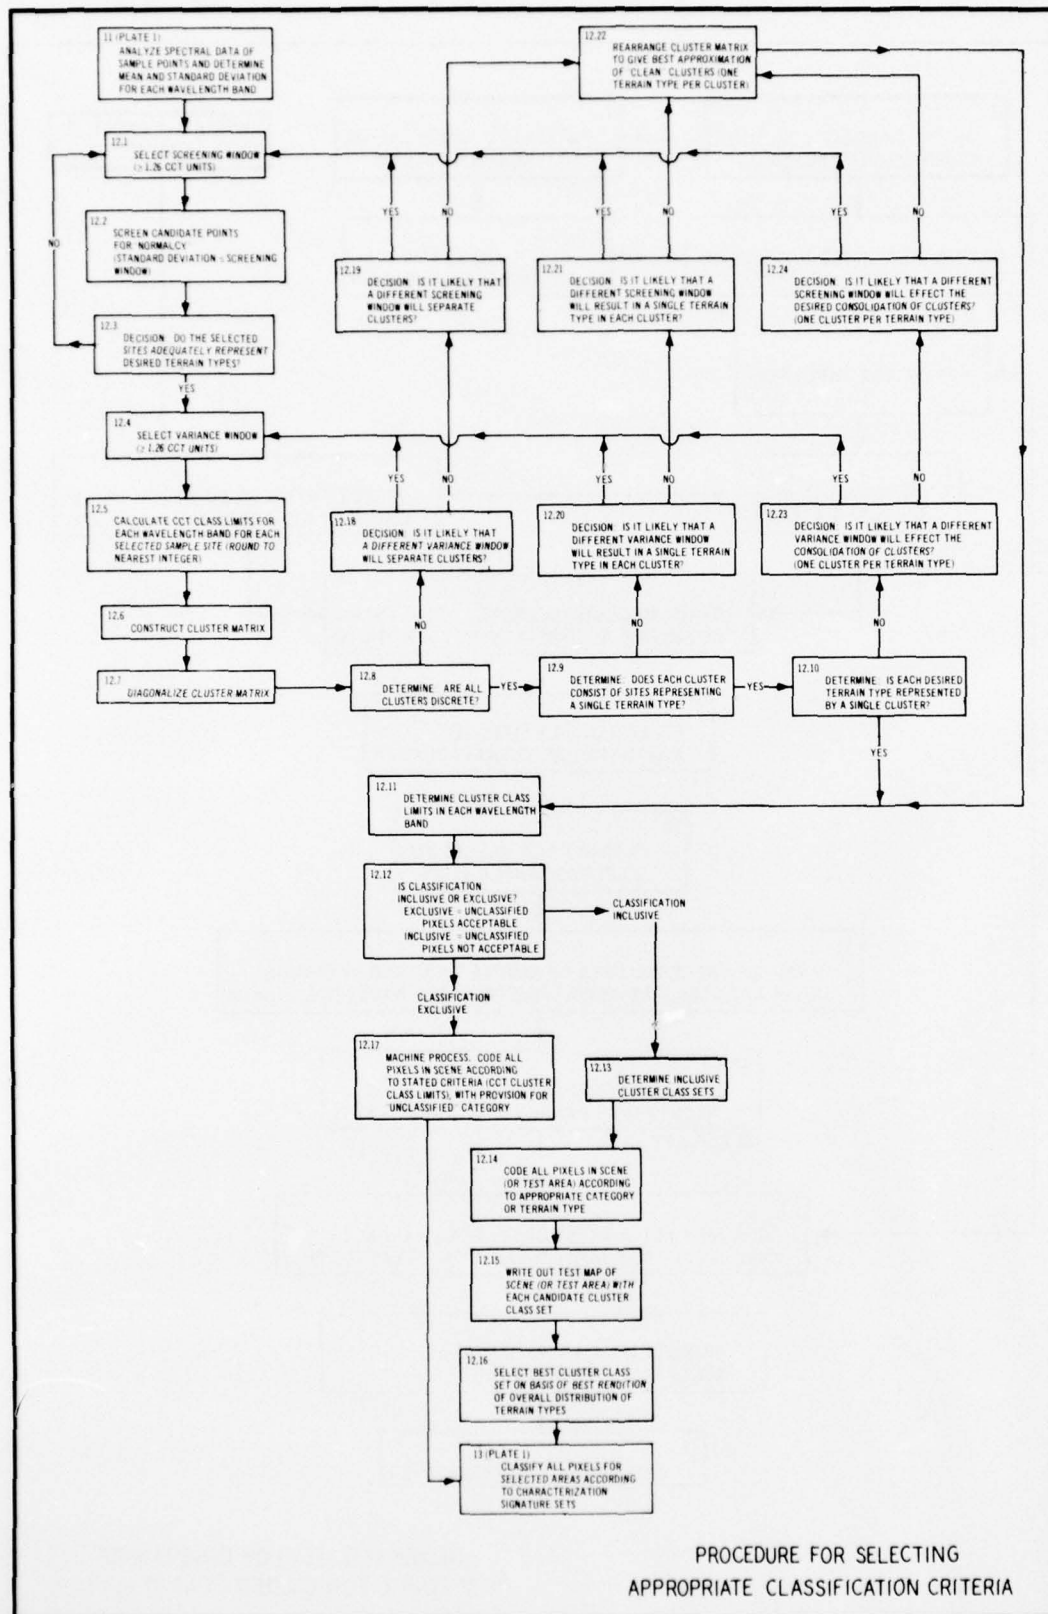 11 (PLATE 1)
ANALYZE SPECTRAL DATA OF
SAMPLE POINTS AND DETERMINE
MEAN AND STANDARD DEVIATION
FOR EACH WAVELENGTH BAND
12.1
SELECT SCREENING WINDOW
(≥ 1.26 CCT UNITS)
NO
12.2
SCREEN CANDIDATE POINTS
FOR NORMALCY
(STANDARD DEVIATION SCREENING
WINDOW)
12.3
DECISION: DO THE SELECTED
SITES ADEQUATELY REPRESENT
DESIRED TERRAIN TYPES?
YES
12.4
SELECT VARIANCE WINDOW
(≥ 1.26 CCT UNITS)
12.5
CALCULATE CCT CLASS LIMITS FOR
EACH WAVELENGTH BAND FOR EACH
SELECTED SAMPLE SITE (ROUND TO
NEAREST INTEGER)
12.6
CONSTRUCT CLUSTER MATRIX
12.7
DIAGONALIZE CLUSTER MATRIX
12.22
REARRANGE CLUSTER MATRIX
TO GIVE BEST APPROXIMATION
OF CLEAN CLUSTERS (ONE
TERRAIN TYPE PER CLUSTER)
YES
NO
YES
NO
YES
NO
12.19
DECISION: IS IT LIKELY THAT
A DIFFERENT SCREENING
WINDOW WILL SEPARATE
CLUSTERS?
12.21
DECISION: IS IT LIKELY THAT A
DIFFERENT SCREENING WINDOW
WILL RESULT IN A SINGLE TERRAIN
TYPE IN EACH CLUSTER?
12.24
DECISION: IS IT LIKELY THAT A DIFFERENT
SCREENING WINDOW WILL EFFECT THE
DESIRED CONSOLIDATION OF CLUSTERS?
(ONE CLUSTER PER TERRAIN TYPE)
YES
NO
YES
NO
YES
NO
12.18
DECISION: IS IT LIKELY THAT
A DIFFERENT VARIANCE WINDOW
WILL SEPARATE CLUSTERS?
12.20
DECISION: IS IT LIKELY THAT A
DIFFERENT VARIANCE WINDOW
WILL RESULT IN A SINGLE TERRAIN
TYPE IN EACH CLUSTER?
12.23
DECISION: IS IT LIKELY THAT A DIFFERENT
VARIANCE WINDOW WILL EFFECT THE
CONSOLIDATION OF CLUSTERS?
(ONE CLUSTER PER TERRAIN TYPE)
NO
NO
NO
12.8
DETERMINE: ARE ALL
CLUSTERS DISCRETE?
YES
12.9
DETERMINE: DOES EACH CLUSTER
CONSIST OF SITES REPRESENTING
A SINGLE TERRAIN TYPE?
YES
12.10
DETERMINE: IS EACH DESIRED
TERRAIN TYPE REPRESENTED
BY A SINGLE CLUSTER?
YES
12.11
DETERMINE CLUSTER CLASS
LIMITS IN EACH WAVELENGTH
BAND
12.12
IS CLASSIFICATION
INCLUSIVE OR EXCLUSIVE?
EXCLUSIVE = UNCLASSIFIED
PIXELS ACCEPTABLE
INCLUSIVE = UNCLASSIFIED
PIXELS NOT ACCEPTABLE
CLASSIFICATION
INCLUSIVE
CLASSIFICATION
EXCLUSIVE
12.17
MACHINE PROCESS. CODE ALL
PIXELS IN SCENE ACCORDING
TO STATED CRITERIA (CCT CLUSTER
CLASS LIMITS), WITH PROVISION FOR
"UNCLASSIFIED" CATEGORY
12.13
DETERMINE INCLUSIVE
CLUSTER CLASS SETS
12.14
CODE ALL PIXELS IN SCENE
(OR TEST AREA) ACCORDING
TO APPROPRIATE CATEGORY
OR TERRAIN TYPE
12.15
WRITE OUT TEST MAP OF
SCENE (OR TEST AREA) WITH
EACH CANDIDATE CLUSTER
CLASS SET
12.16
SELECT BEST CLUSTER CLASS
SET ON BASIS OF BEST RENDITION
OF OVERALL DISTRIBUTION OF
TERRAIN TYPES
13 (PLATE 1)
CLASSIFY ALL PIXELS FOR
SELECTED AREAS ACCORDING
TO CHARACTERIZATION
SIGNATURE SETS
PROCEDURE FOR SELECTING
APPROPRIATE CLASSIFICATION CRITERIA